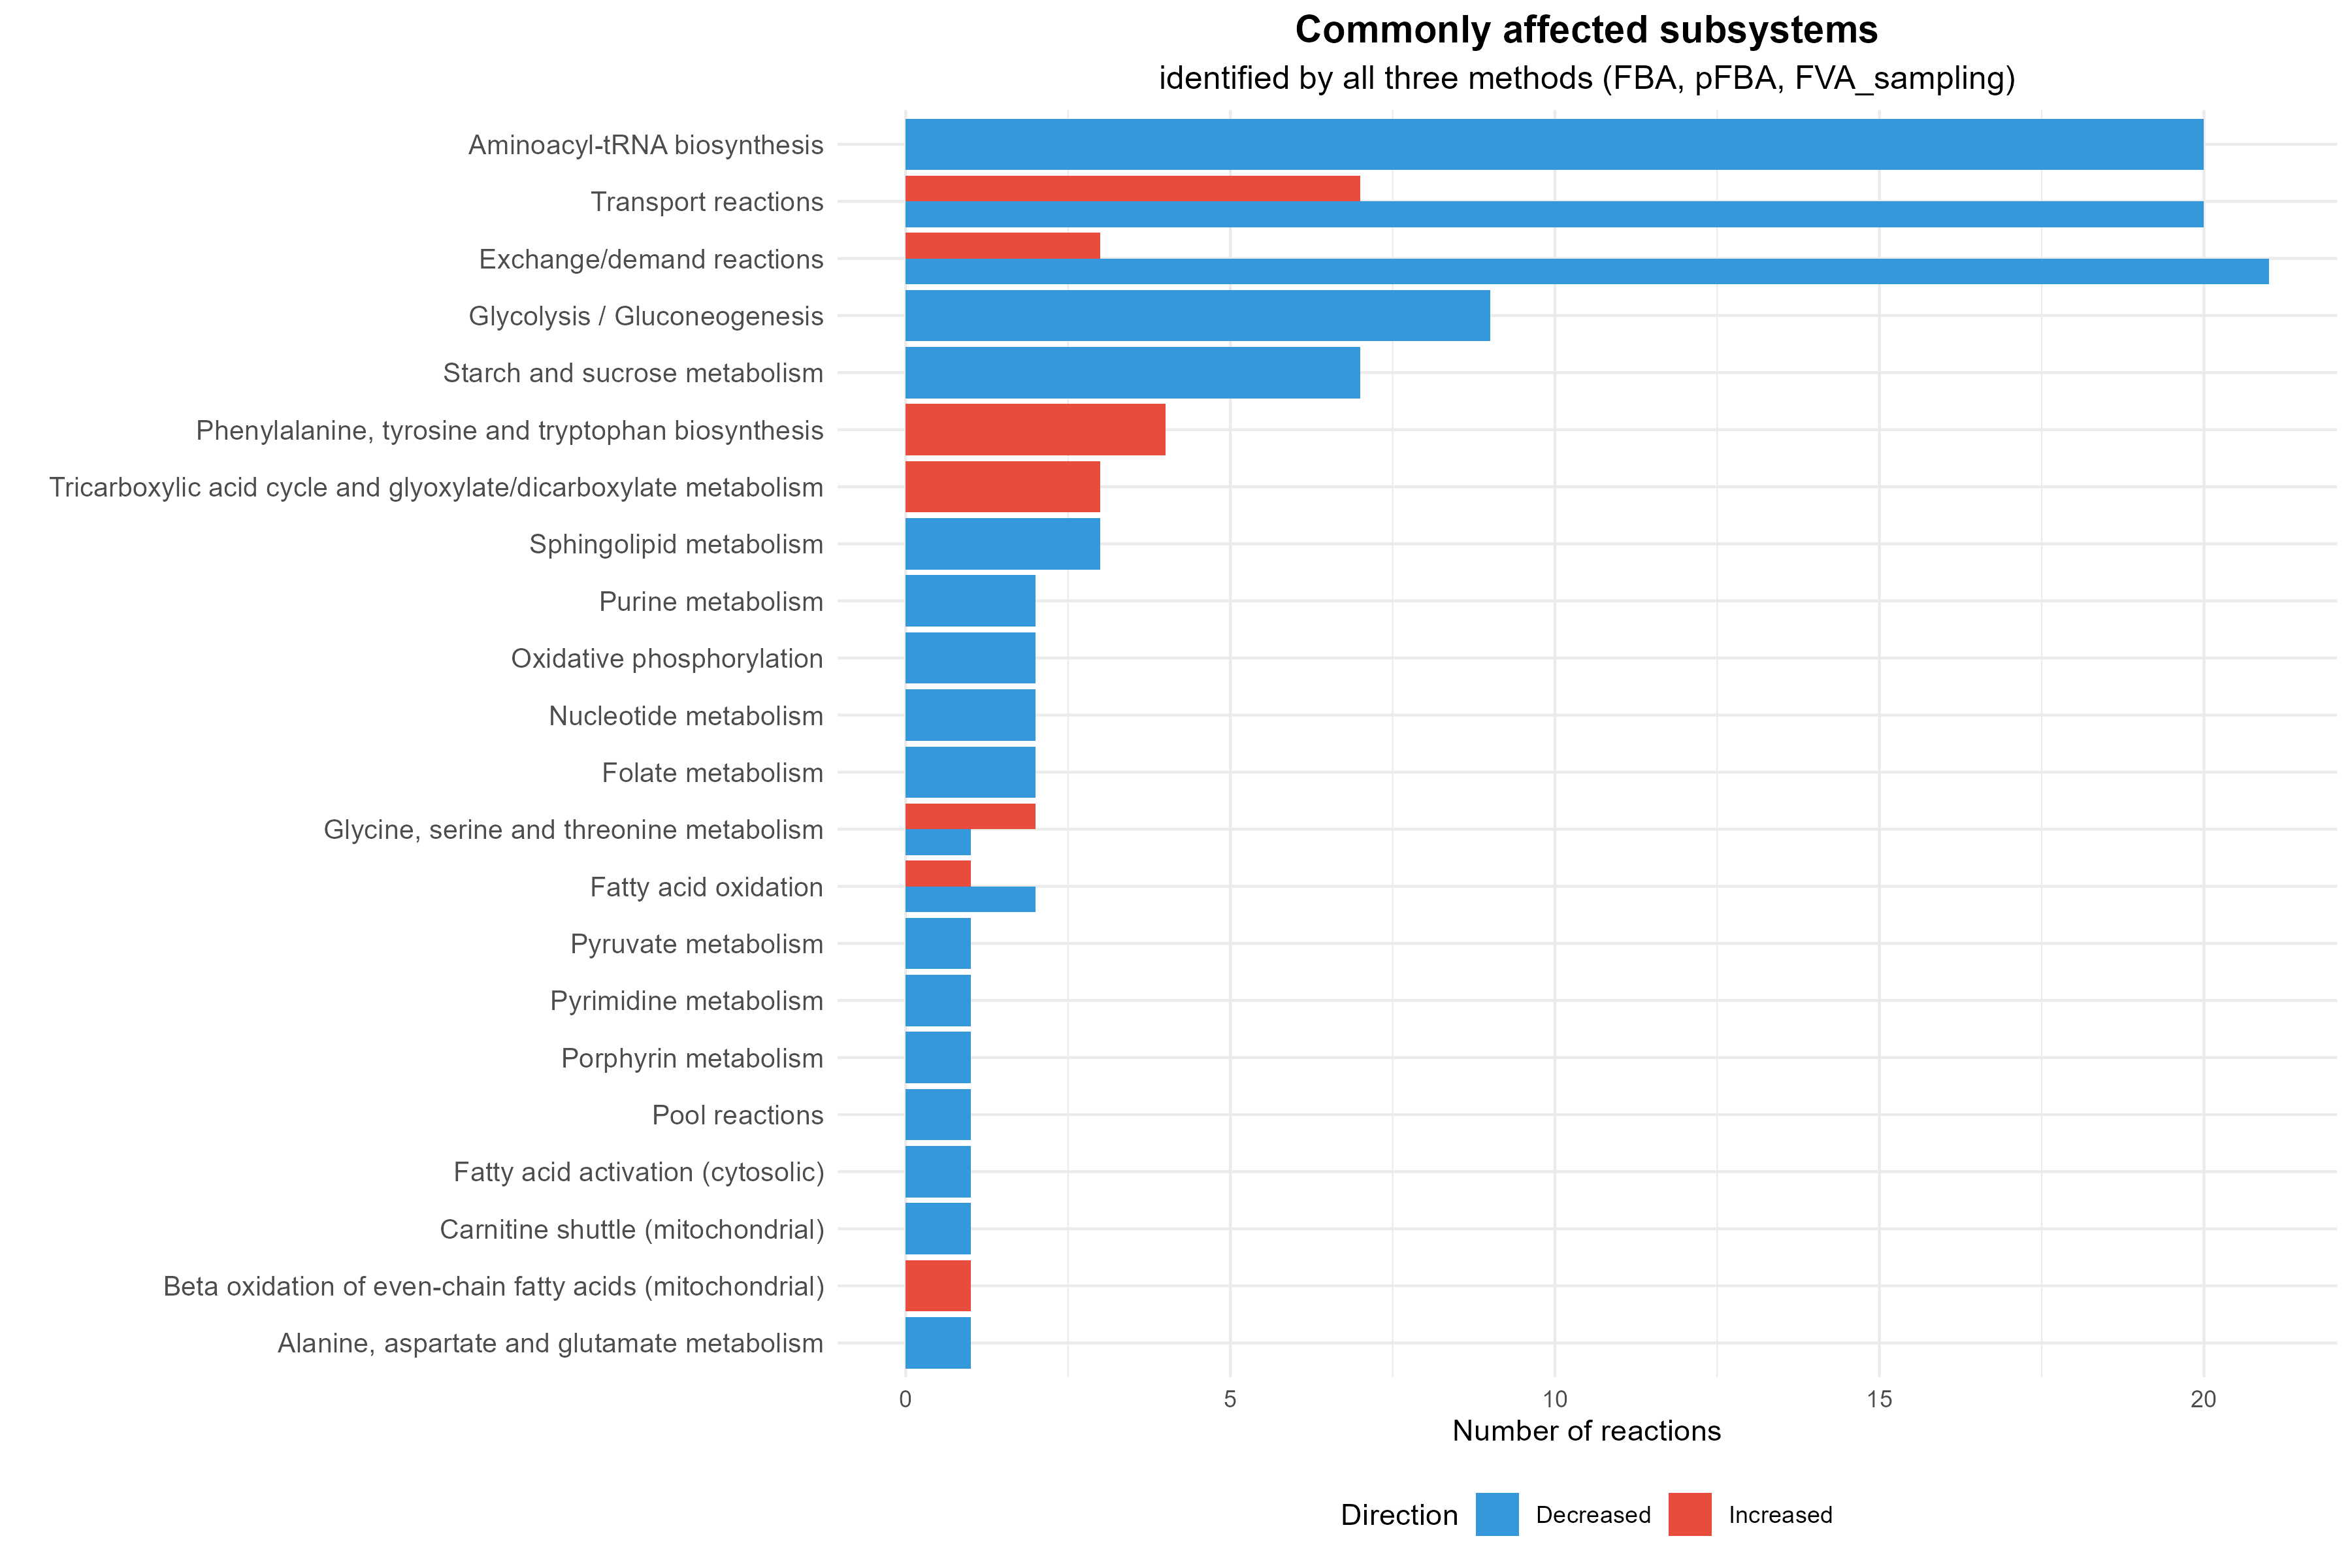 Commonly affected subsystems
identified by all three methods (FBA, pFBA, FVA_sampling)
Aminoacyl-tRNA biosynthesis
Transport reactions
Exchange/demand reactions
Glycolysis / Gluconeogenesis
Starch and sucrose metabolism
Phenylalanine, tyrosine and tryptophan biosynthesis
Tricarboxylic acid cycle and glyoxylate/dicarboxylate metabolism
Sphingolipid metabolism
Purine metabolism
Oxidative phosphorylation
Nucleotide metabolism
Folate metabolism
Glycine, serine and threonine metabolism
Fatty acid oxidation
Pyruvate metabolism
Pyrimidine metabolism
Porphyrin metabolism
Pool reactions
Fatty acid activation (cytosolic)
Carnitine shuttle (mitochondrial)
Beta oxidation of even-chain fatty acids (mitochondrial)
Alanine, aspartate and glutamate metabolism
0 5 10 15 20
Number of reactions
Direction Decreased Increased